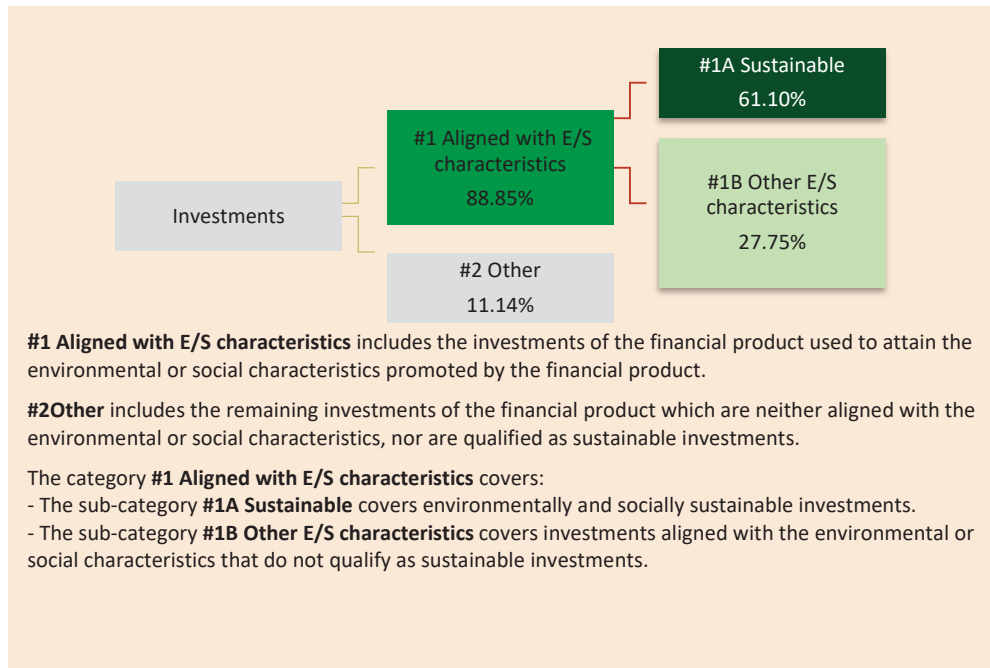 #1A Sustainable
61.10%
#1 Aligned with E/S
characteristics
88.85%
#1B Other E/S
characteristics
27.75%
Investments
#2 Other
11.14%
#1 Aligned with E/S characteristics includes the investments of the financial product used to attain the
environmental or social characteristics promoted by the financial product.
#2Other includes the remaining investments of the financial product which are neither aligned with the
environmental or social characteristics, nor are qualified as sustainable investments.
The category #1 Aligned with E/S characteristics covers:
- The sub-category #1A Sustainable covers environmentally and socially sustainable investments.
- The sub-category #1B Other E/S characteristics covers investments aligned with the environmental or
social characteristics that do not qualify as sustainable investments.